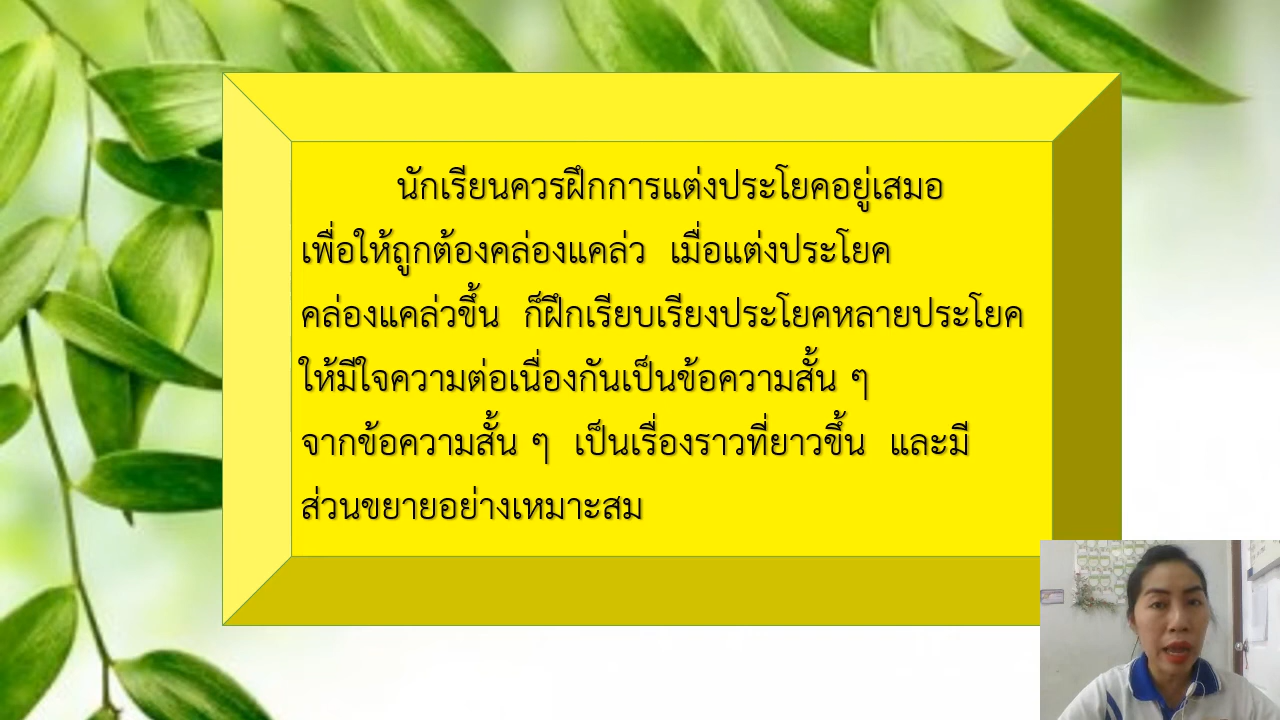 นักเรียนควรฝึกการแต่งประโยคอยู่เสมอ
เพื่อให้ถูกต้องคล่องแคล่ว เมื่อแต่งประโยค
คล่องแคล่วขึ้น ก็ฝึกเรียบเรียงประโยคหลายประโยค
ให้มีใจความต่อเนื่องกันเป็นข้อความสั้น ๆ
จากข้อความสั้น ๆ เป็นเรื่องราวที่ยาวขึ้น และมี
ส่วนขยายอย่างเหมาะสม